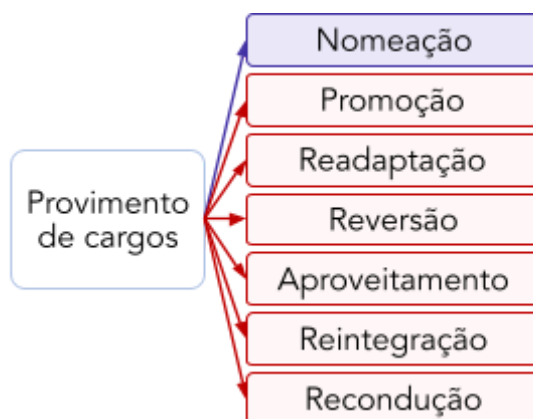 Nomeação
Promoção
Readaptação
Provimento
de cargos
Reversão
Aproveitamento
Reintegração
Recondução